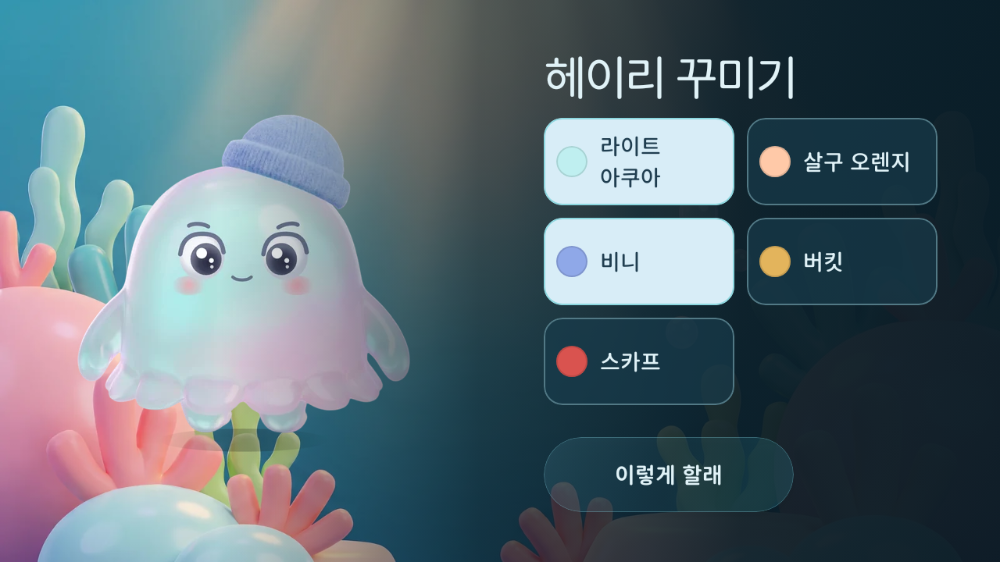 헤이리 꾸미기
라이트
아쿠아
살구 오렌지
비니
버킷
스카프
이렇게 할래